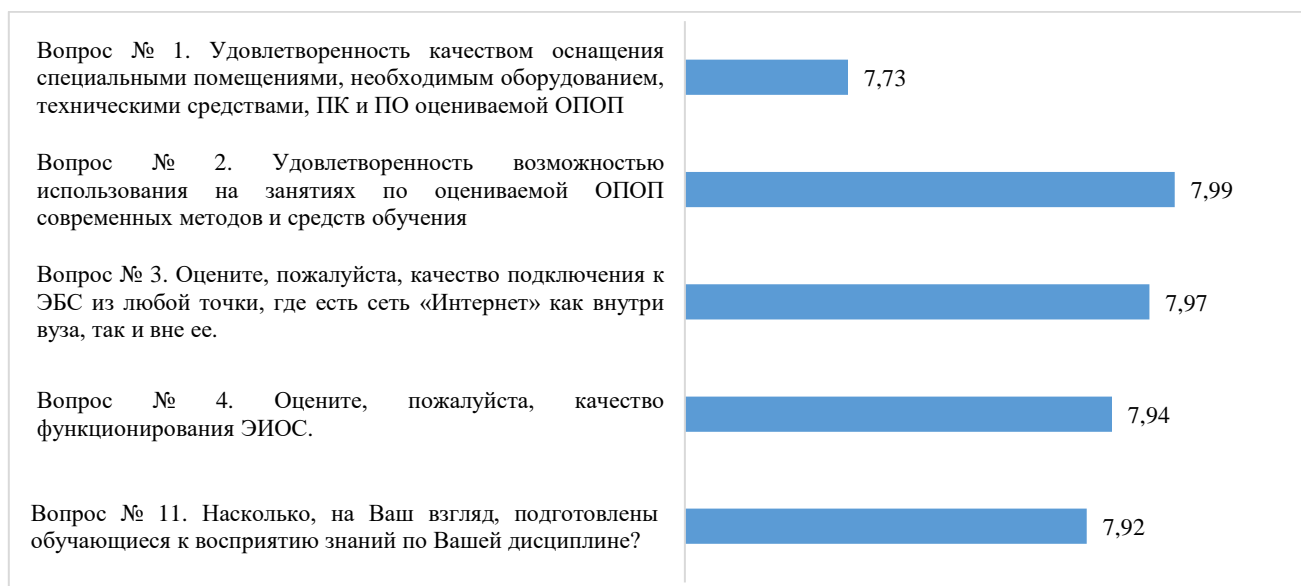 Вопрос № 1. Удовлетворенность качеством оснащения
специальными помещениями, необходимым оборудованием,
техническими средствами, ПК и ПО оцениваемой ОПОП
7,73
Вопрос № 2. Удовлетворенность возможностью
использования на занятиях по оцениваемой ОПОП
современных методов и средств обучения
7,99
Вопрос № 3. Оцените, пожалуйста, качество подключения к
ЭБС из любой точки, где есть сеть «Интернет» как внутри
вуза, так и вне ее.
7,97
Вопрос № 4. Оцените, пожалуйста, качество
функционирования ЭИОС.
7,94
Вопрос № 11. Насколько, на Ваш взгляд, подготовлены
обучающиеся к восприятию знаний по Вашей дисциплине?
7,92